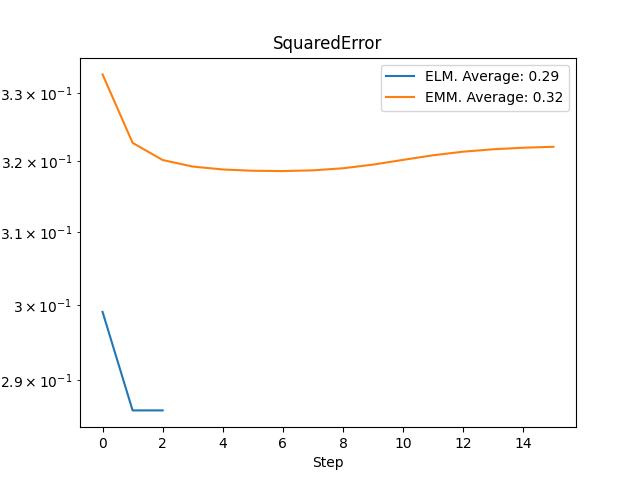 SquaredError
ELM. Average: 0.29
EMM. Average: 0.32
3.3 × 10⁻¹
3.2 × 10⁻¹
3.1 × 10⁻¹
3 × 10⁻¹
2.9 × 10⁻¹
0 2 4 6 8 10 12 14
Step